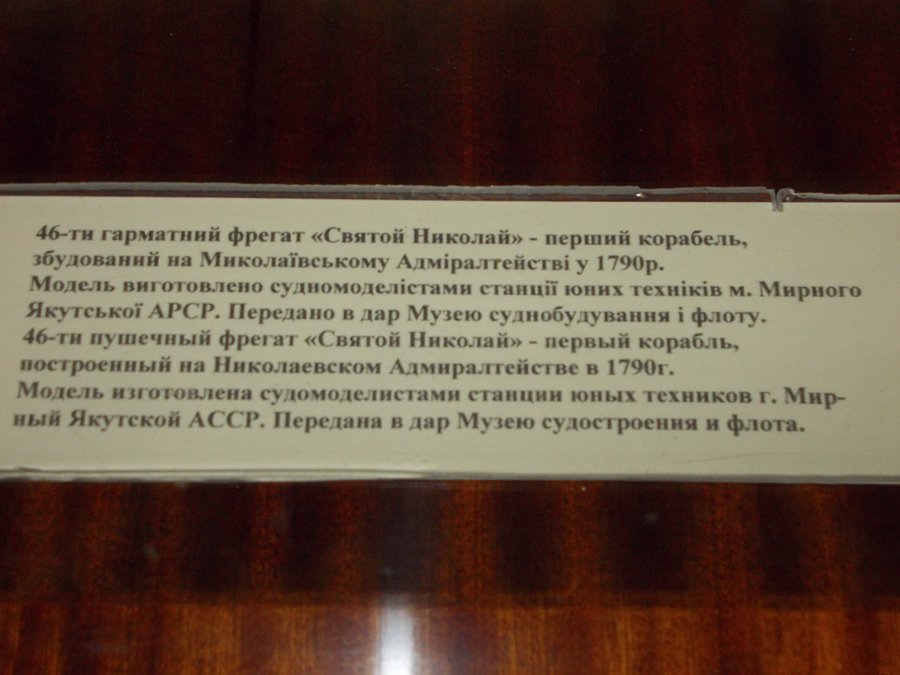 46-ти гарматний фрегат «Святой Николай» - перший корабель,
збудований на Миколаївському Адміралтействі у 1790р.
Модель виготовлено судномоделістами станції юних техніків м. Мирного
Якутської АРСР. Передано в дар Музею суднобудування і флоту.
46-ти пушечный фрегат «Святой Николай» - первый корабль,
построенный на Николаевском Адмиралтействе в 1790г.
Модель изготовлена судомоделистами станции юных техников г. Мир-
ный Якутской АССР. Передана в дар Музею судостроения и флота.